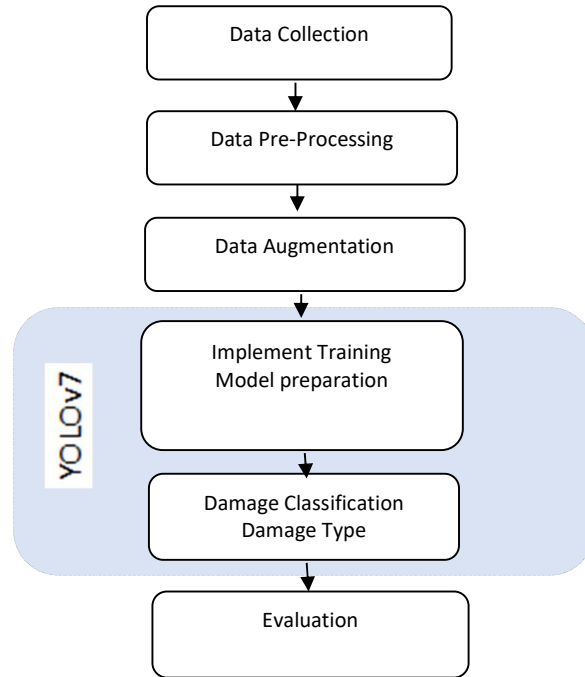 Data Collection
Data Pre-Processing
Data Augmentation
YOLOv7
Implement Training
Model preparation
Damage Classification
Damage Type
Evaluation